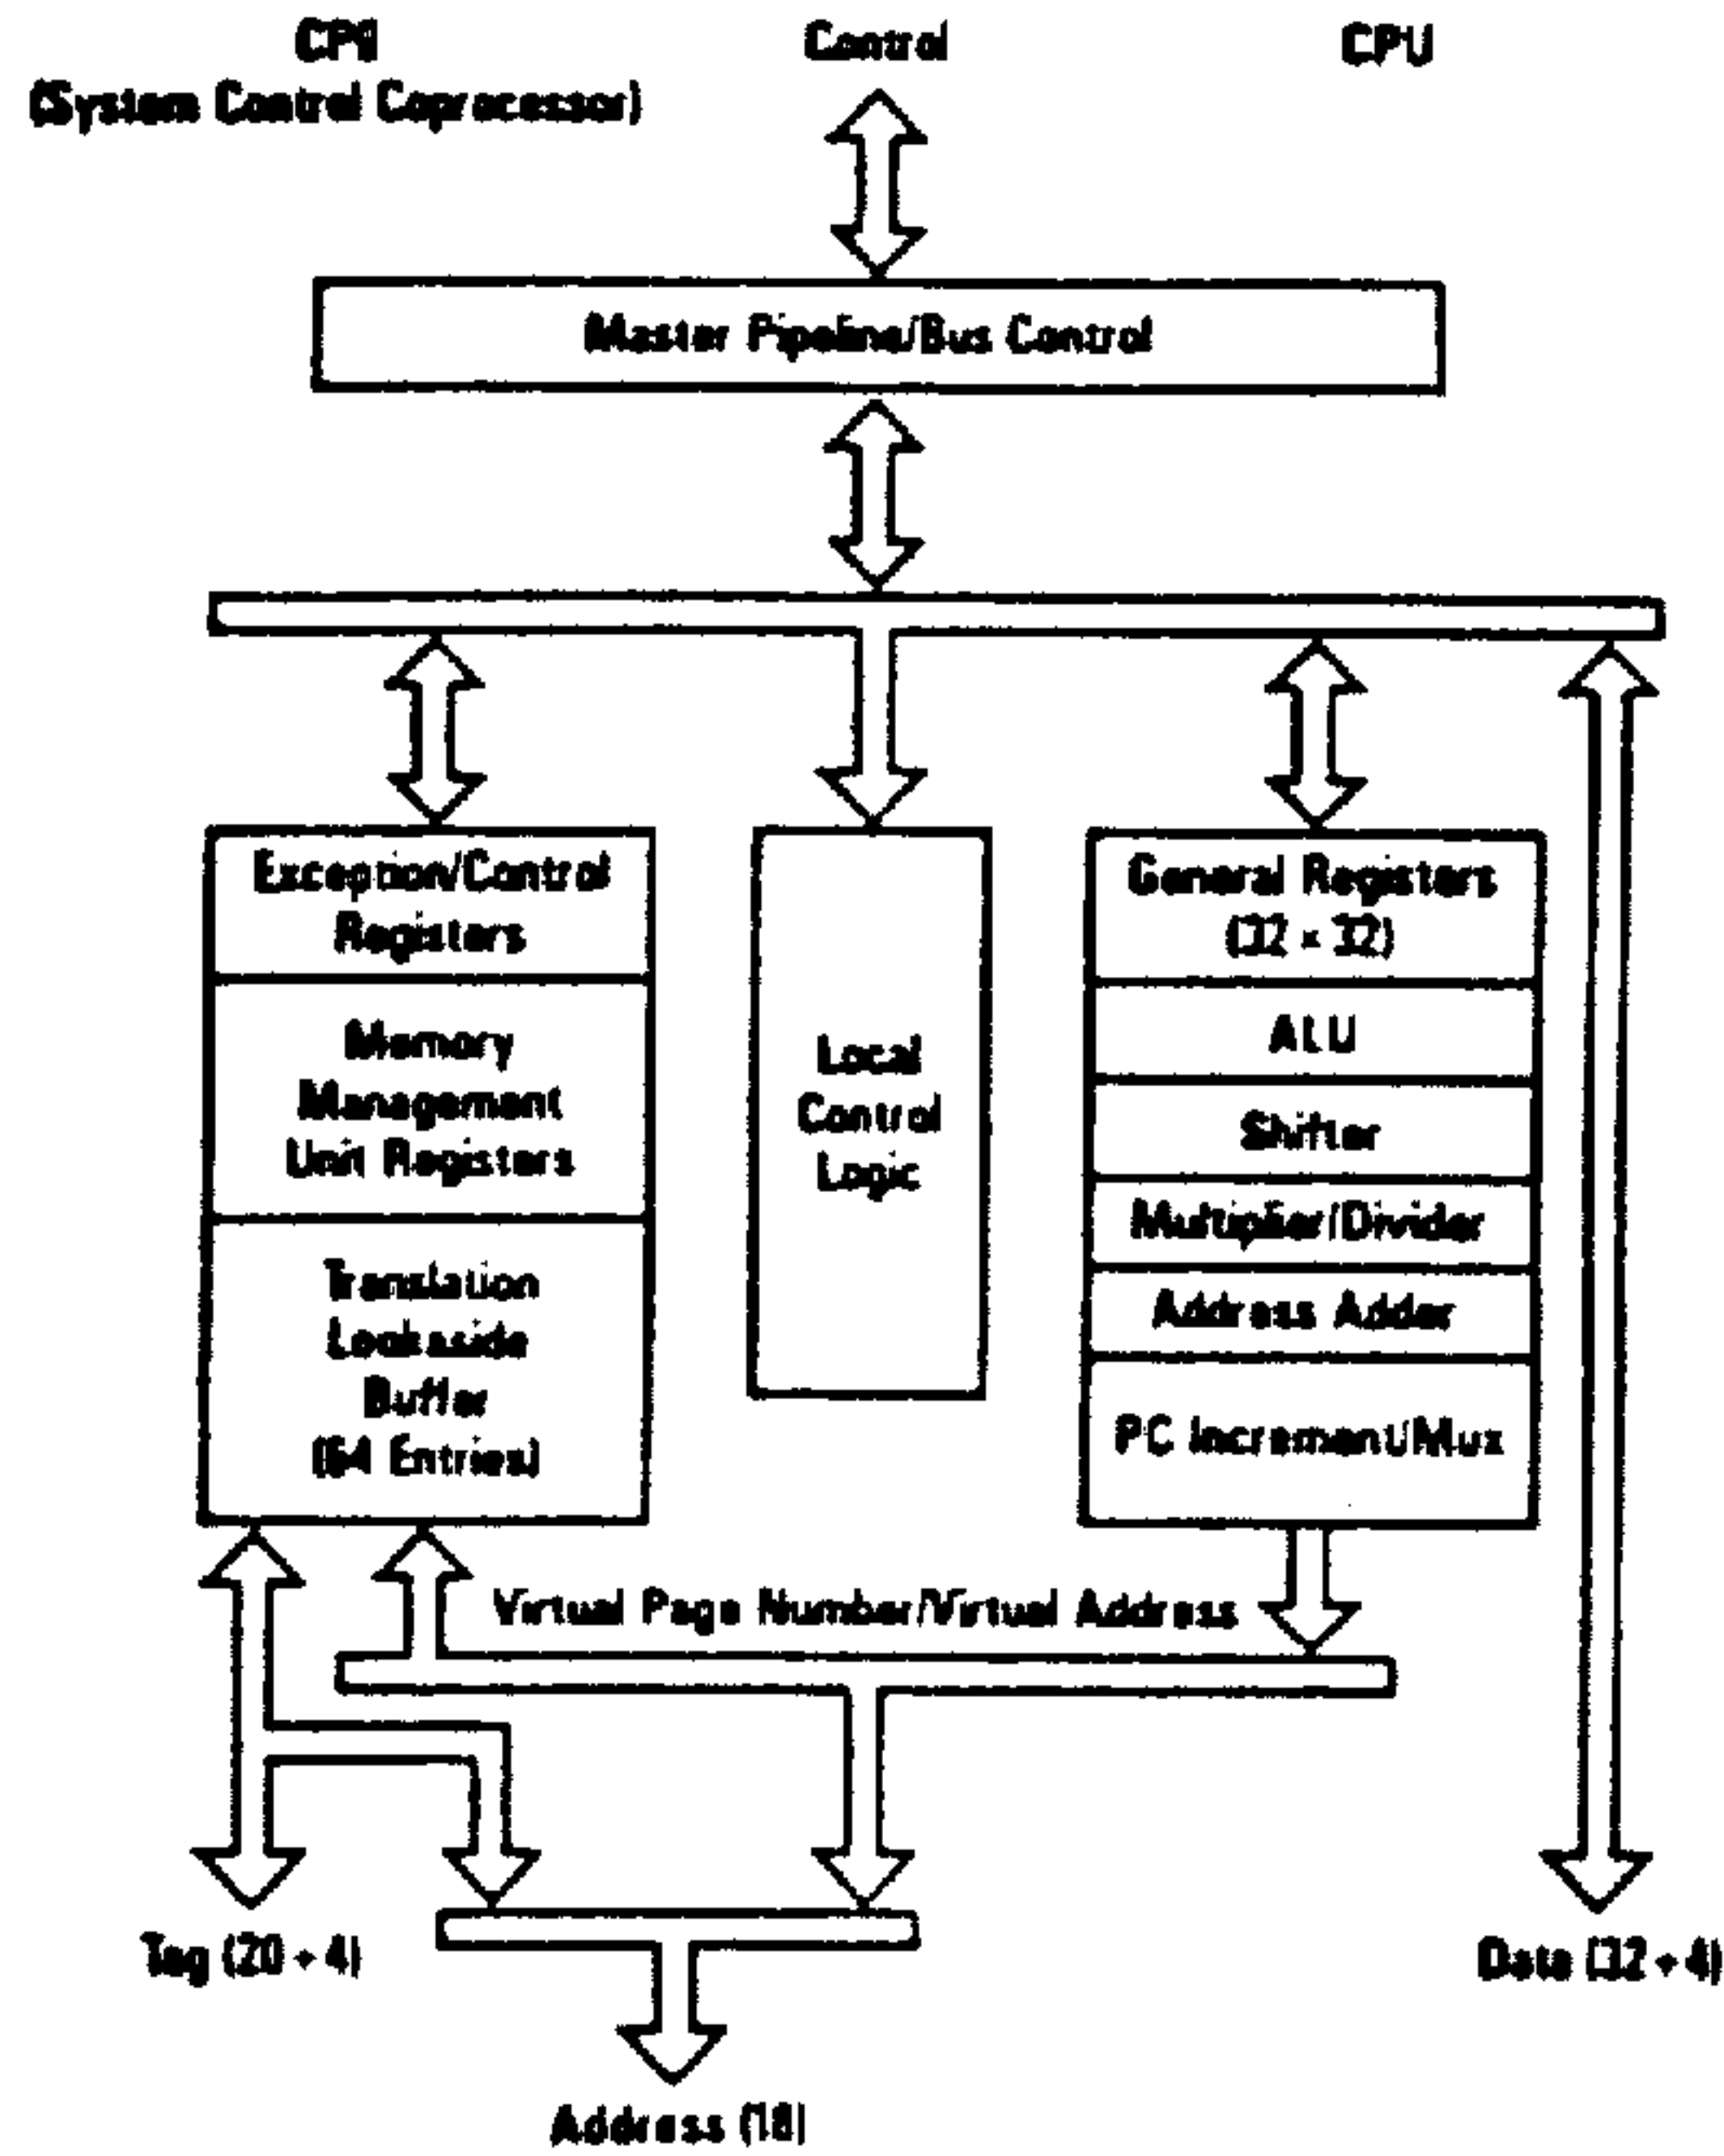 CP0
(System Control Coprocessor)
Control
CPU
Master Pipeline/Bus Control
Exception/Control
Registers
Memory
Management
Unit Registers
Translation
Lookaside
Buffer
(64 Entries)
Local
Control
Logic
General Registers
(32 × 32)
ALU
Shifter
Multiplier/Divider
Address Adder
PC Increment/Mux
Virtual Page Number/Virtual Address
Tag (20 + 4)
Data (32 + 4)
Address (18)